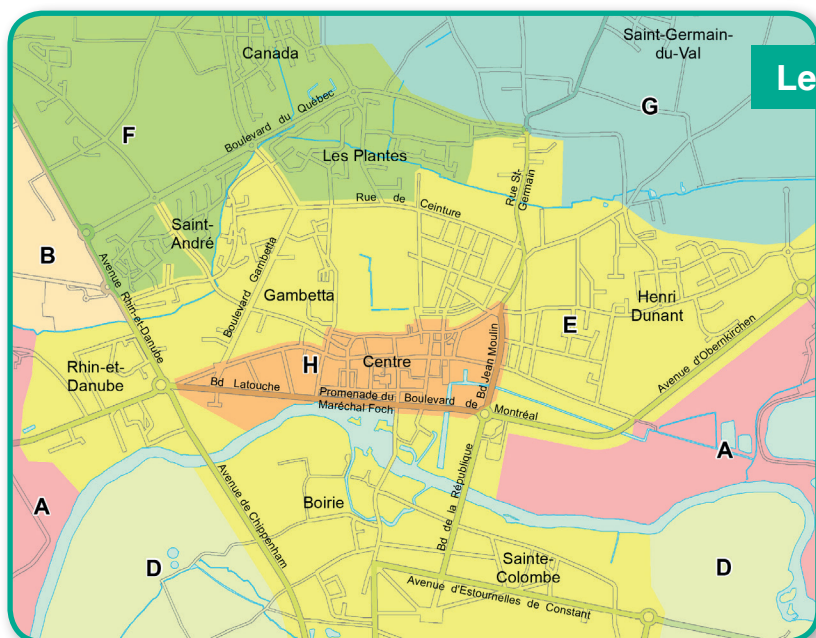 Saint-Germain-
du-Val
Le
Canada
G
F
Boulevard du Québec
Les Plantes
Rue St-
Germain
Rue de Ceinture
Saint-
André
B
Avenue Rhin-et-Danube
Boulevard Gambetta
Gambetta
Henri
Dunant
E
Avenue d'Obernkirchen
Rhin-et-
Danube
H
Centre
Bd Jean Moulin
Bd Latouche
Promenade du
Maréchal Foch
Boulevard de
Montréal
A
A
Avenue de Chippenham
Boirie
Bd de la République
Sainte-
Colombe
D
D
Avenue d'Estournelles de Constant